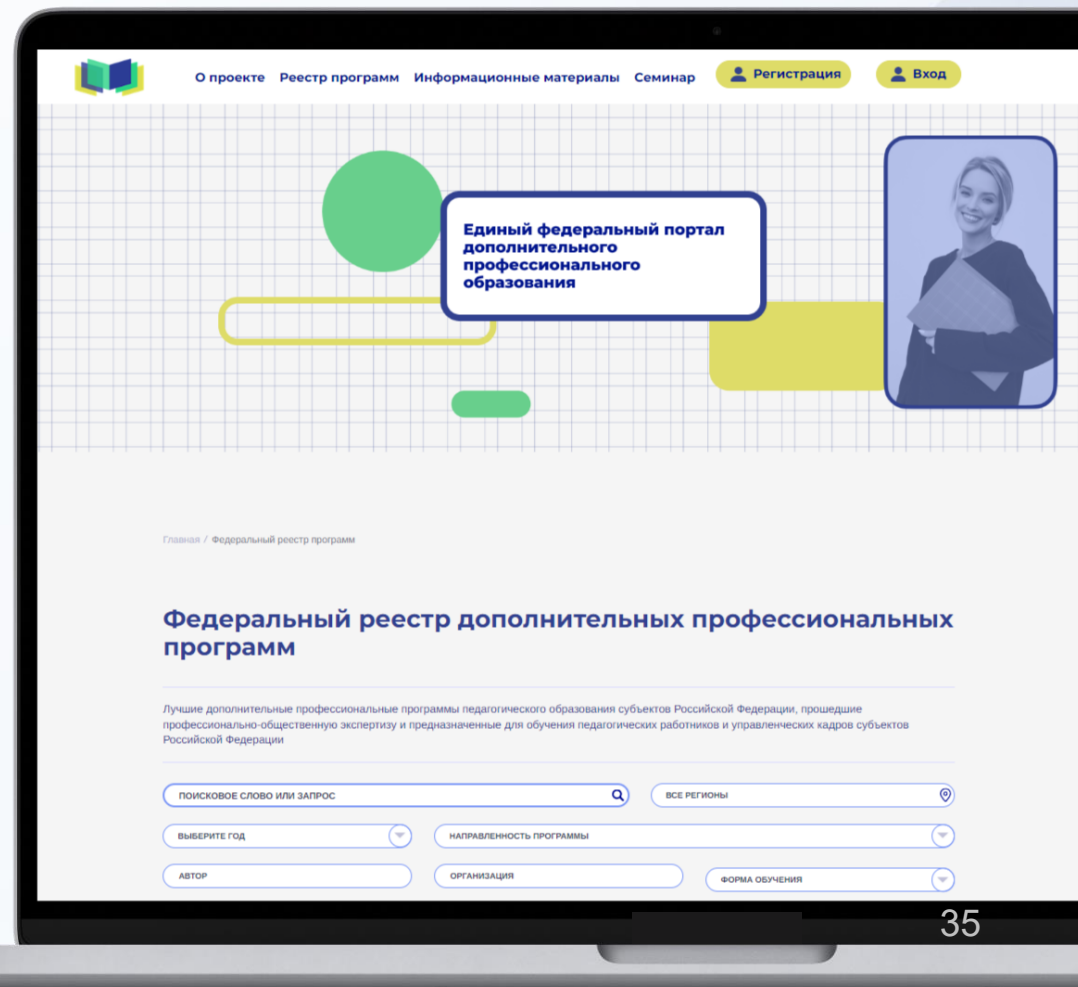 О проекте Реестр программ Информационные материалы Семинар Регистрация Вход
Единый федеральный портал
дополнительного
профессионального
образования
Главная / Федеральный реестр программ
Федеральный реестр дополнительных профессиональных
программ
Лучшие дополнительные профессиональные программы педагогического образования субъектов Российской Федерации, прошедшие
профессионально-общественную экспертизу и предназначенные для обучения педагогических работников и управленческих кадров субъектов
Российской Федерации
ПОИСКОВОЕ СЛОВО ИЛИ ЗАПРОС ВСЕ РЕГИОНЫ
ВЫБЕРИТЕ ГОД НАПРАВЛЕННОСТЬ ПРОГРАММЫ
АВТОР ОРГАНИЗАЦИЯ ФОРМА ОБУЧЕНИЯ
35